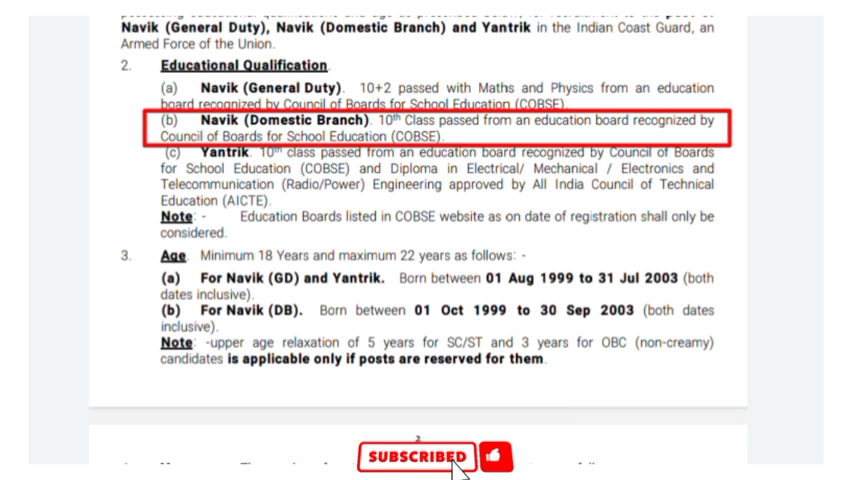 Navik (General Duty), Navik (Domestic Branch) and Yantrik in the Indian Coast Guard, an
Armed Force of the Union.
2. Educational Qualification.
(a) Navik (General Duty). 10+2 passed with Maths and Physics from an education
board recognized by Council of Boards for School Education (COBSE).
(b) Navik (Domestic Branch). 10th Class passed from an education board recognized by
Council of Boards for School Education (COBSE).
(c) Yantrik. 10th class passed from an education board recognized by Council of Boards
for School Education (COBSE) and Diploma in Electrical/ Mechanical / Electronics and
Telecommunication (Radio/Power) Engineering approved by All India Council of Technical
Education (AICTE).
Note: - Education Boards listed in COBSE website as on date of registration shall only be
considered.
3. Age. Minimum 18 Years and maximum 22 years as follows: -
(a) For Navik (GD) and Yantrik. Born between 01 Aug 1999 to 31 Jul 2003 (both
dates inclusive).
(b) For Navik (DB). Born between 01 Oct 1999 to 30 Sep 2003 (both dates
inclusive).
Note: -upper age relaxation of 5 years for SC/ST and 3 years for OBC (non-creamy)
candidates is applicable only if posts are reserved for them.
2
SUBSCRIBED